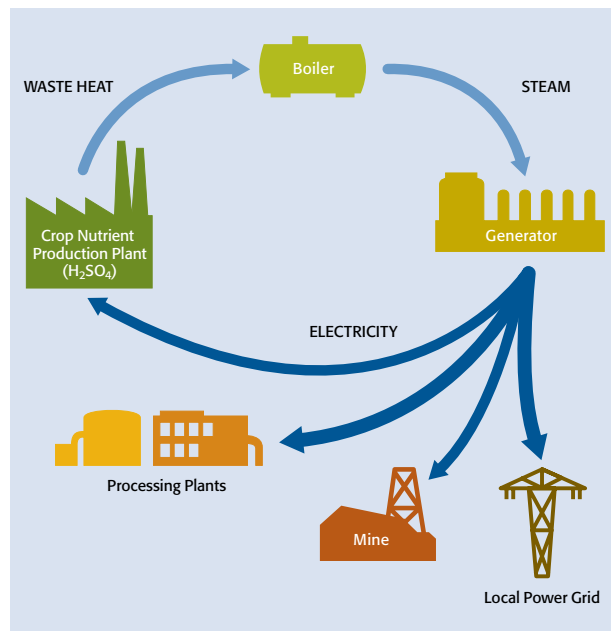 Boiler
WASTE HEAT
STEAM
Crop Nutrient
Production Plant
(H₂SO₄)
Generator
ELECTRICITY
Processing Plants
Mine
Local Power Grid